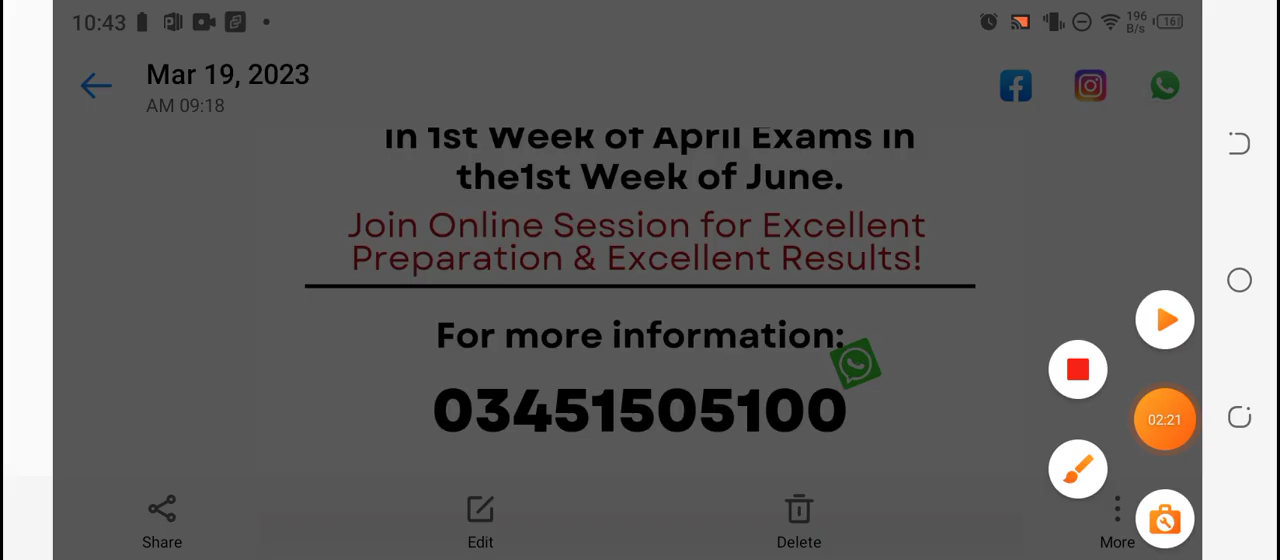 10:43
196
B/s
16
Mar 19, 2023
AM 09:18
in 1st Week of April Exams in
the1st Week of June.
Join Online Session for Excellent
Preparation & Excellent Results!
For more information:
03451505100
02:21
Share
Edit
Delete
More